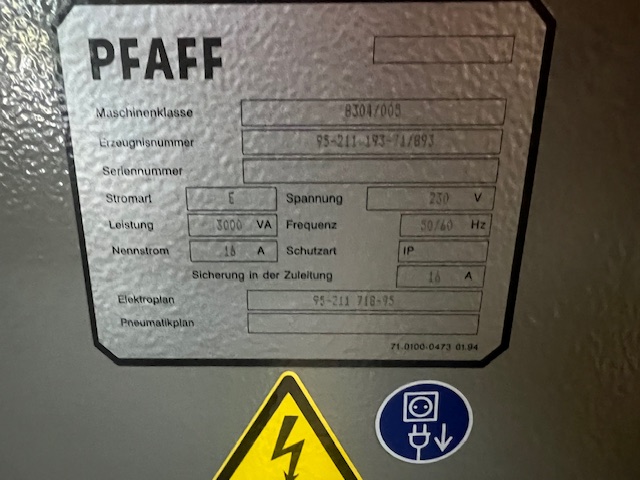 PFAFF
Maschinenklasse 8304/005
Erzeugnisnummer 95-211-193-71/893
Seriennummer
Stromart E Spannung 230 V
Leistung 3000 VA Frequenz 50/60 Hz
Nennstrom 16 A Schutzart IP
Sicherung in der Zuleitung 16 A
Elektroplan 95-211 718-95
Pneumatikplan
71-0100-0473 01.94